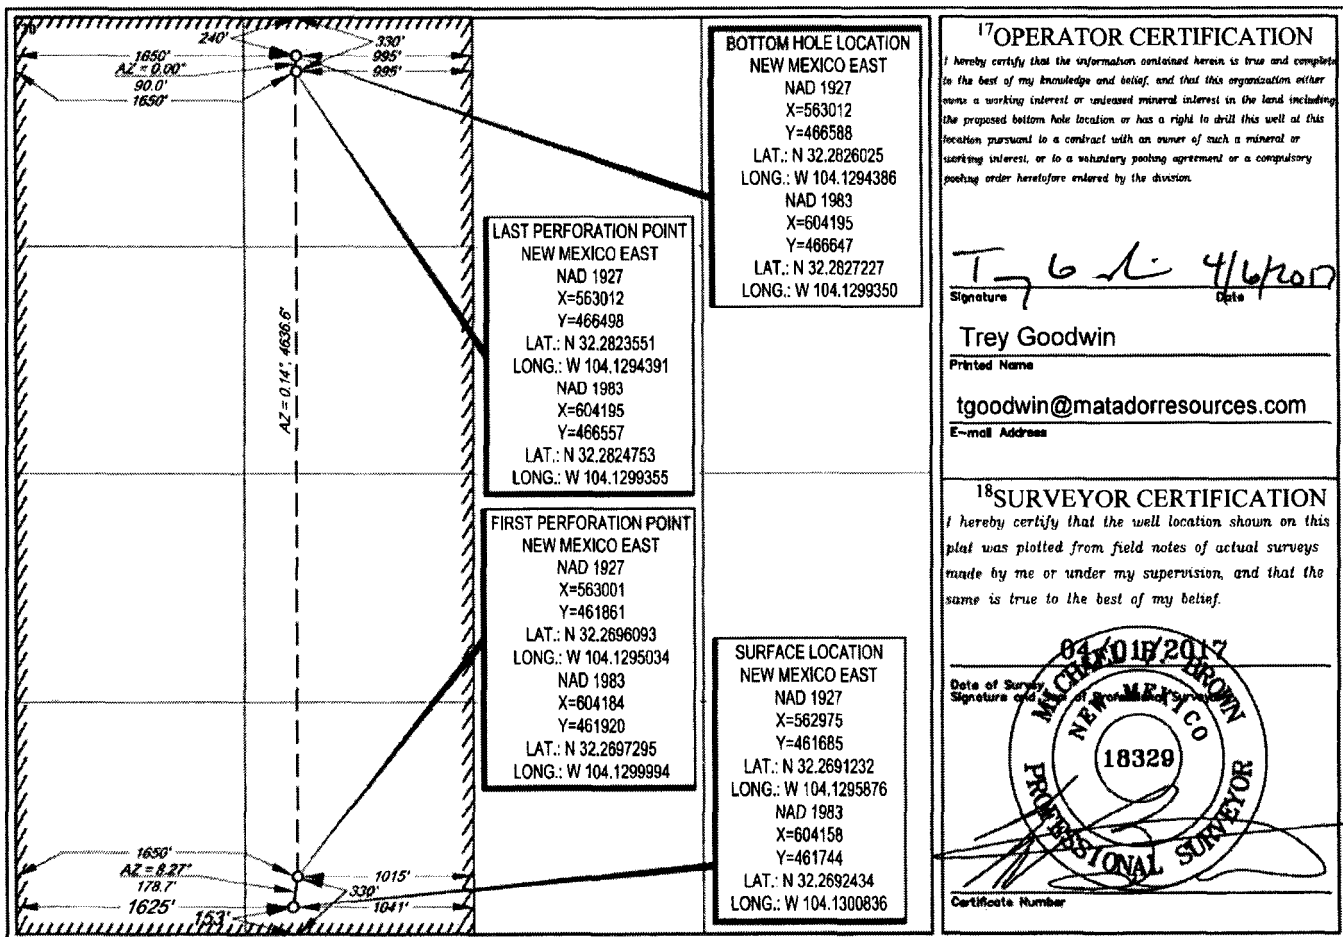 240'
330'
1650'
995'
AZ = 0.00°
995'
90.0'
1650'
AZ = 0.14°, 4636.6'
1650'
AZ = 8.27°
178.7'
1625'
153'
1015'
330'
1041'
BOTTOM HOLE LOCATION
NEW MEXICO EAST
NAD 1927
X=563012
Y=466588
LAT.: N 32.2826025
LONG.: W 104.1294386
NAD 1983
X=604195
Y=466647
LAT.: N 32.2827227
LONG.: W 104.1299350
LAST PERFORATION POINT
NEW MEXICO EAST
NAD 1927
X=563012
Y=466498
LAT.: N 32.2823551
LONG.: W 104.1294391
NAD 1983
X=604195
Y=466557
LAT.: N 32.2824753
LONG.: W 104.1299355
FIRST PERFORATION POINT
NEW MEXICO EAST
NAD 1927
X=563001
Y=461861
LAT.: N 32.2696093
LONG.: W 104.1295034
NAD 1983
X=604184
Y=461920
LAT.: N 32.2697295
LONG.: W 104.1299994
SURFACE LOCATION
NEW MEXICO EAST
NAD 1927
X=562975
Y=461685
LAT.: N 32.2691232
LONG.: W 104.1295876
NAD 1983
X=604158
Y=461744
LAT.: N 32.2692434
LONG.: W 104.1300836
17OPERATOR CERTIFICATION
I hereby certify that the information contained herein is true and complete
to the best of my knowledge and belief, and that this organization either
owns a working interest or unleased mineral interest in the land including
the proposed bottom hole location or has a right to drill this well at this
location pursuant to a contract with an owner of such a mineral or
working interest, or to a voluntary pooling agreement or a compulsory
pooling order heretofore entered by the division.
4/6/2017
Signature Date
Trey Goodwin
Printed Name
tgoodwin@matadorresources.com
E-mail Address
18SURVEYOR CERTIFICATION
I hereby certify that the well location shown on this
plat was plotted from field notes of actual surveys
made by me or under my supervision, and that the
same is true to the best of my belief.
04/01/2017
Date of Survey
Signature and Seal of Professional Surveyor
MICHAEL B. BROWN
NEW MEXICO
18329
PROFESSIONAL SURVEYOR
Certificate Number